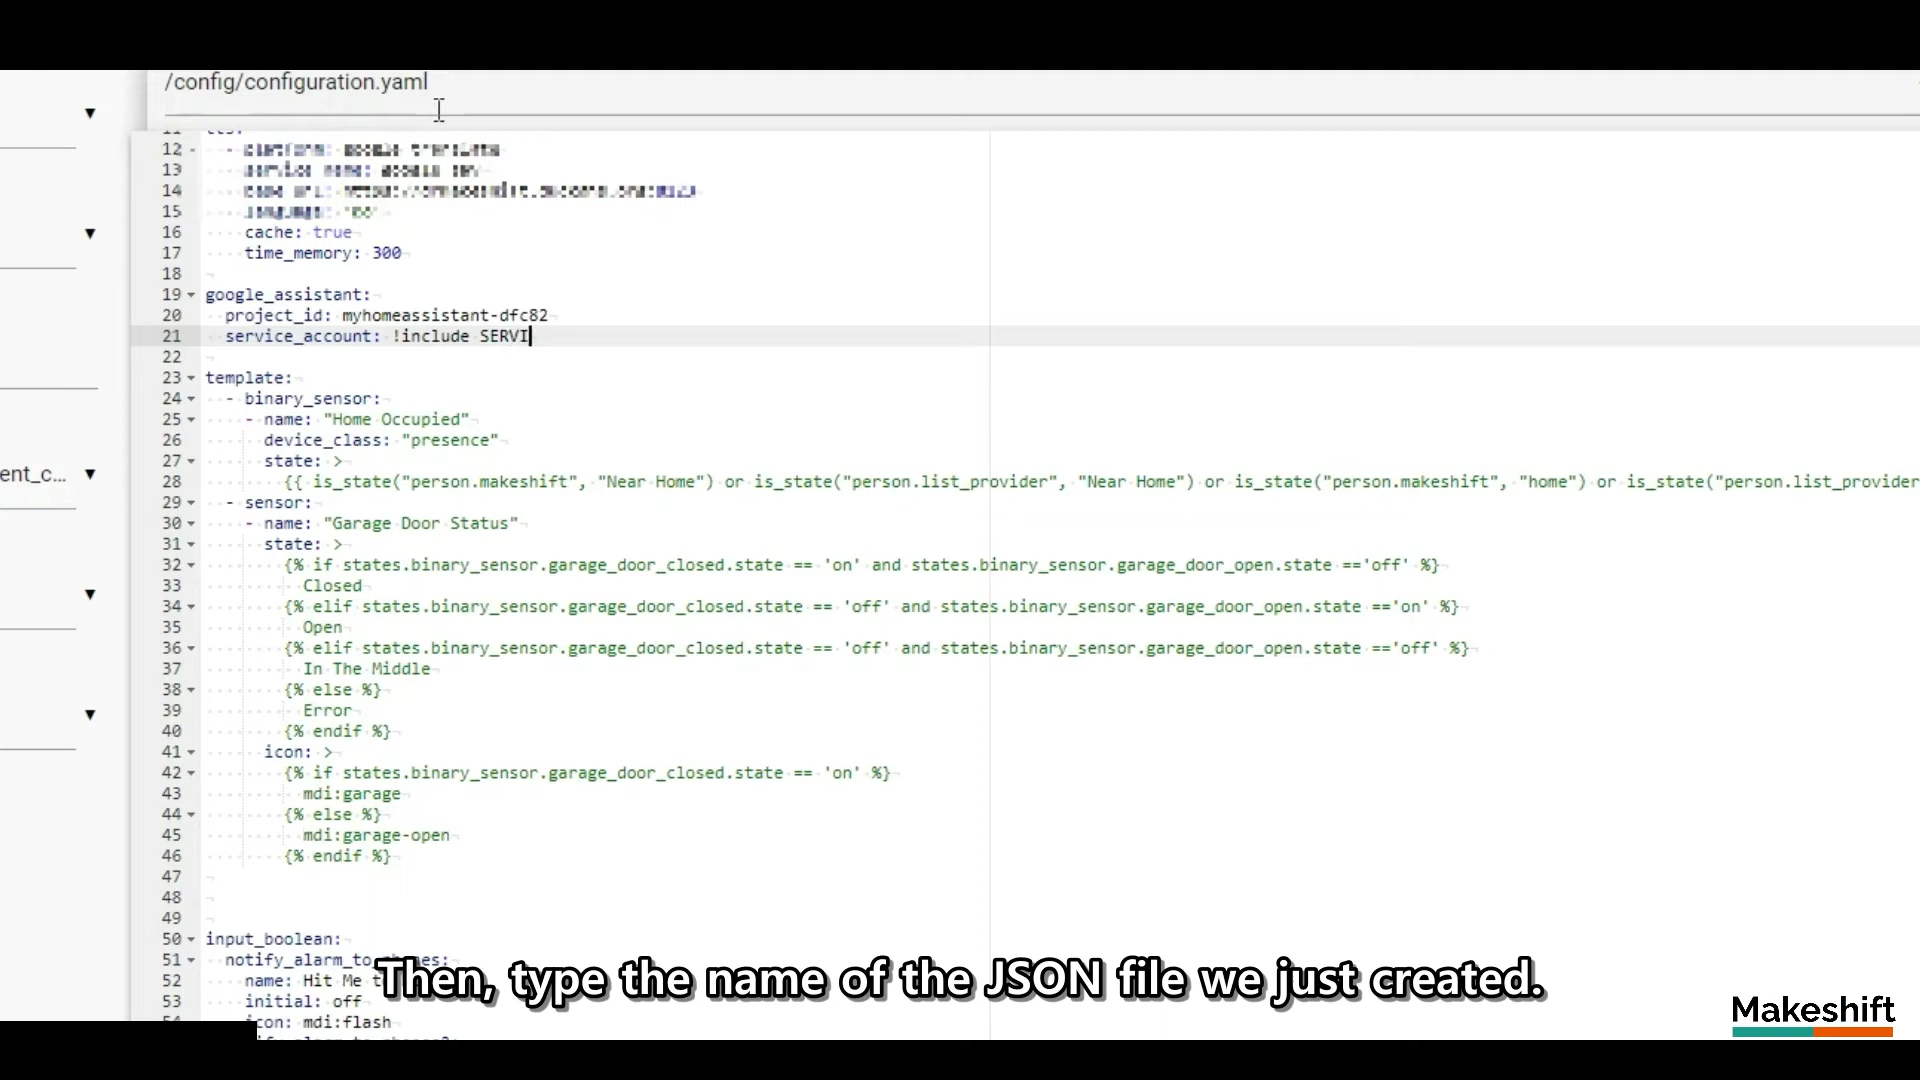 /config/configuration.yaml
12
13
14
15
16 cache: true
17 time_memory: 300
18
19 google_assistant:
20 project_id: myhomeassistant-dfc82
21 service_account: !include SERVI
22
23 template:
24 - binary_sensor:
25 - name: "Home Occupied"
26 device_class: "presence"
27 state: >
ent_c...
28 {{ is_state("person.makeshift", "Near Home") or is_state("person.list_provider", "Near Home") or is_state("person.makeshift", "home") or is_state("person.list_provider
29 - sensor:
30 - name: "Garage Door Status"
31 state: >
32 {% if states.binary_sensor.garage_door_closed.state == 'on' and states.binary_sensor.garage_door_open.state =='off' %}
33 Closed
34 {% elif states.binary_sensor.garage_door_closed.state == 'off' and states.binary_sensor.garage_door_open.state =='on' %}
35 Open
36 {% elif states.binary_sensor.garage_door_closed.state == 'off' and states.binary_sensor.garage_door_open.state =='off' %}
37 In The Middle
38 {% else %}
39 Error
40 {% endif %}
41 icon: >
42 {% if states.binary_sensor.garage_door_closed.state == 'on' %}
43 mdi:garage
44 {% else %}
45 mdi:garage-open
46 {% endif %}
47
48
49
50 input_boolean:
51 notify_alarm_to
52 name: Hit Me
53 initial: off
icon: mdi:flash
Then, type the name of the JSON file we just created.
Makeshift